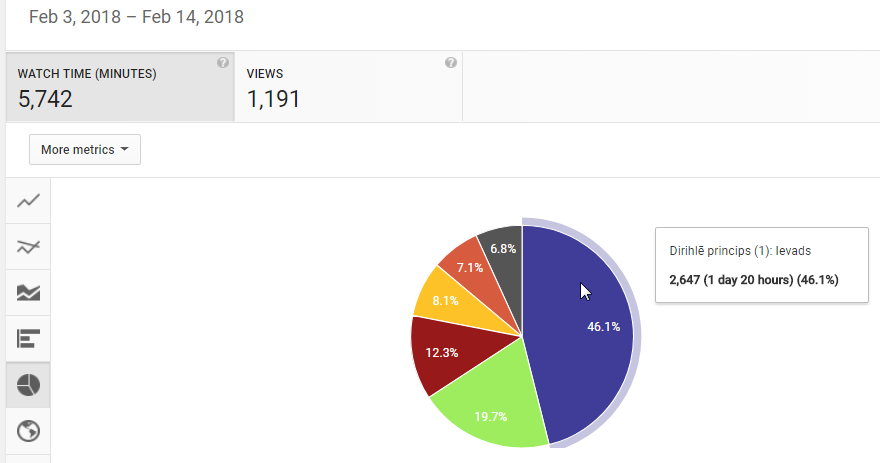 Feb 3, 2018 – Feb 14, 2018
WATCH TIME (MINUTES)
?
5,742
VIEWS
?
1,191
More metrics
6.8%
7.1%
8.1%
12.3%
19.7%
46.1%
Dirihlē princips (1): Ievads
2,647 (1 day 20 hours) (46.1%)